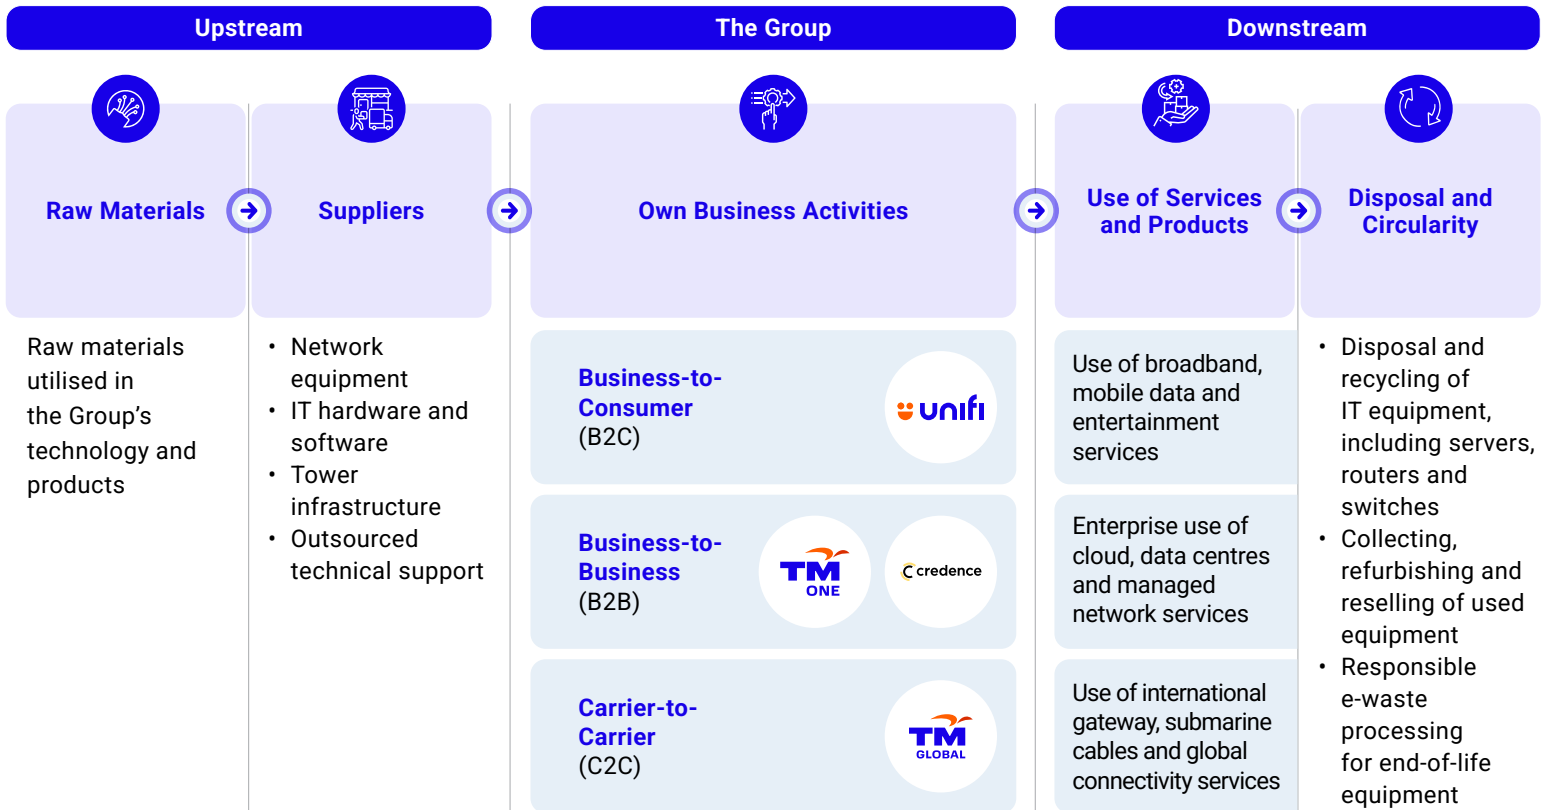 Upstream
The Group
Downstream
Raw Materials
Suppliers
Own Business Activities
Use of Services
and Products
Disposal and
Circularity
Raw materials
utilised in
the Group's
technology and
products
• Network
equipment
• IT hardware and
software
• Tower
infrastructure
• Outsourced
technical support
Business-to-
Consumer
(B2C)
unifi
Business-to-
Business
(B2B)
TM
ONE
credence
Carrier-to-
Carrier
(C2C)
TM
GLOBAL
Use of broadband,
mobile data and
entertainment
services
Enterprise use of
cloud, data centres
and managed
network services
Use of international
gateway, submarine
cables and global
connectivity services
• Disposal and
recycling of
IT equipment,
including servers,
routers and
switches
• Collecting,
refurbishing and
reselling of used
equipment
• Responsible
e-waste
processing
for end-of-life
equipment